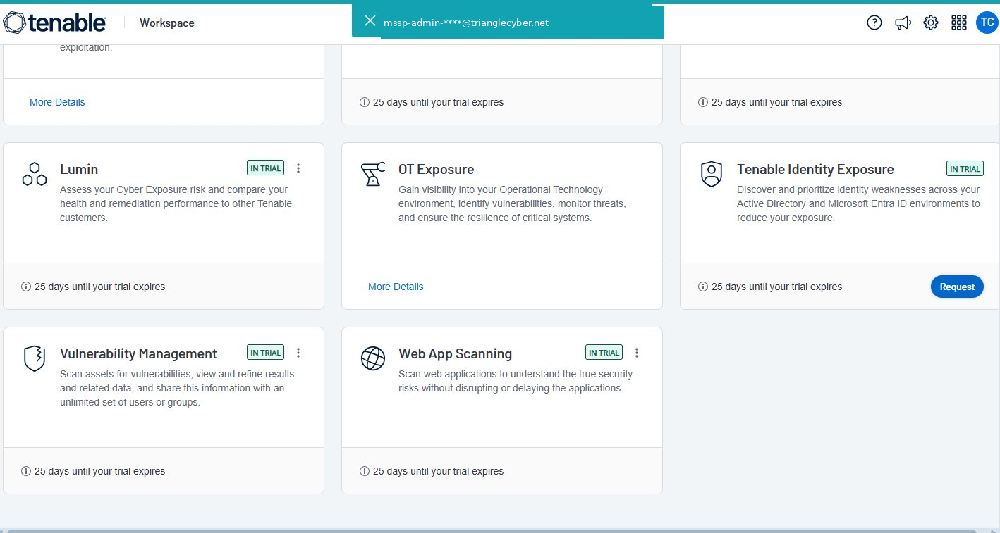 tenable
Workspace
mssp-admin-****@trianglecyber.net
TC
exploitation.
More Details
25 days until your trial expires
25 days until your trial expires
Lumin
IN TRIAL
Assess your Cyber Exposure risk and compare your
health and remediation performance to other Tenable
customers.
25 days until your trial expires
OT Exposure
Gain visibility into your Operational Technology
environment, identify vulnerabilities, monitor threats,
and ensure the resilience of critical systems.
More Details
Tenable Identity Exposure
IN TRIAL
Discover and prioritize identity weaknesses across your
Active Directory and Microsoft Entra ID environments to
reduce your exposure.
25 days until your trial expires
Request
Vulnerability Management
IN TRIAL
Scan assets for vulnerabilities, view and refine results
and related data, and share this information with an
unlimited set of users or groups.
25 days until your trial expires
Web App Scanning
IN TRIAL
Scan web applications to understand the true security
risks without disrupting or delaying the applications.
25 days until your trial expires